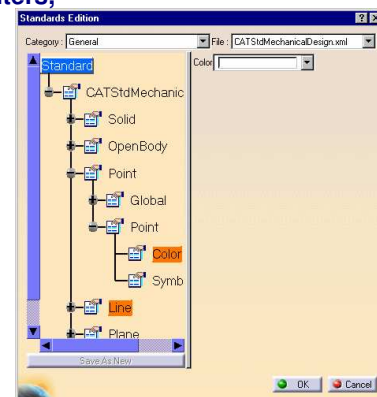 Standards Edition
Category: General File: CATStdMechanicalDesign.xml
Standard Color
CATStdMechanic
Solid
OpenBody
Point
Global
Point
Color
Symb
Line
Plane
Save As New
OK Cancel